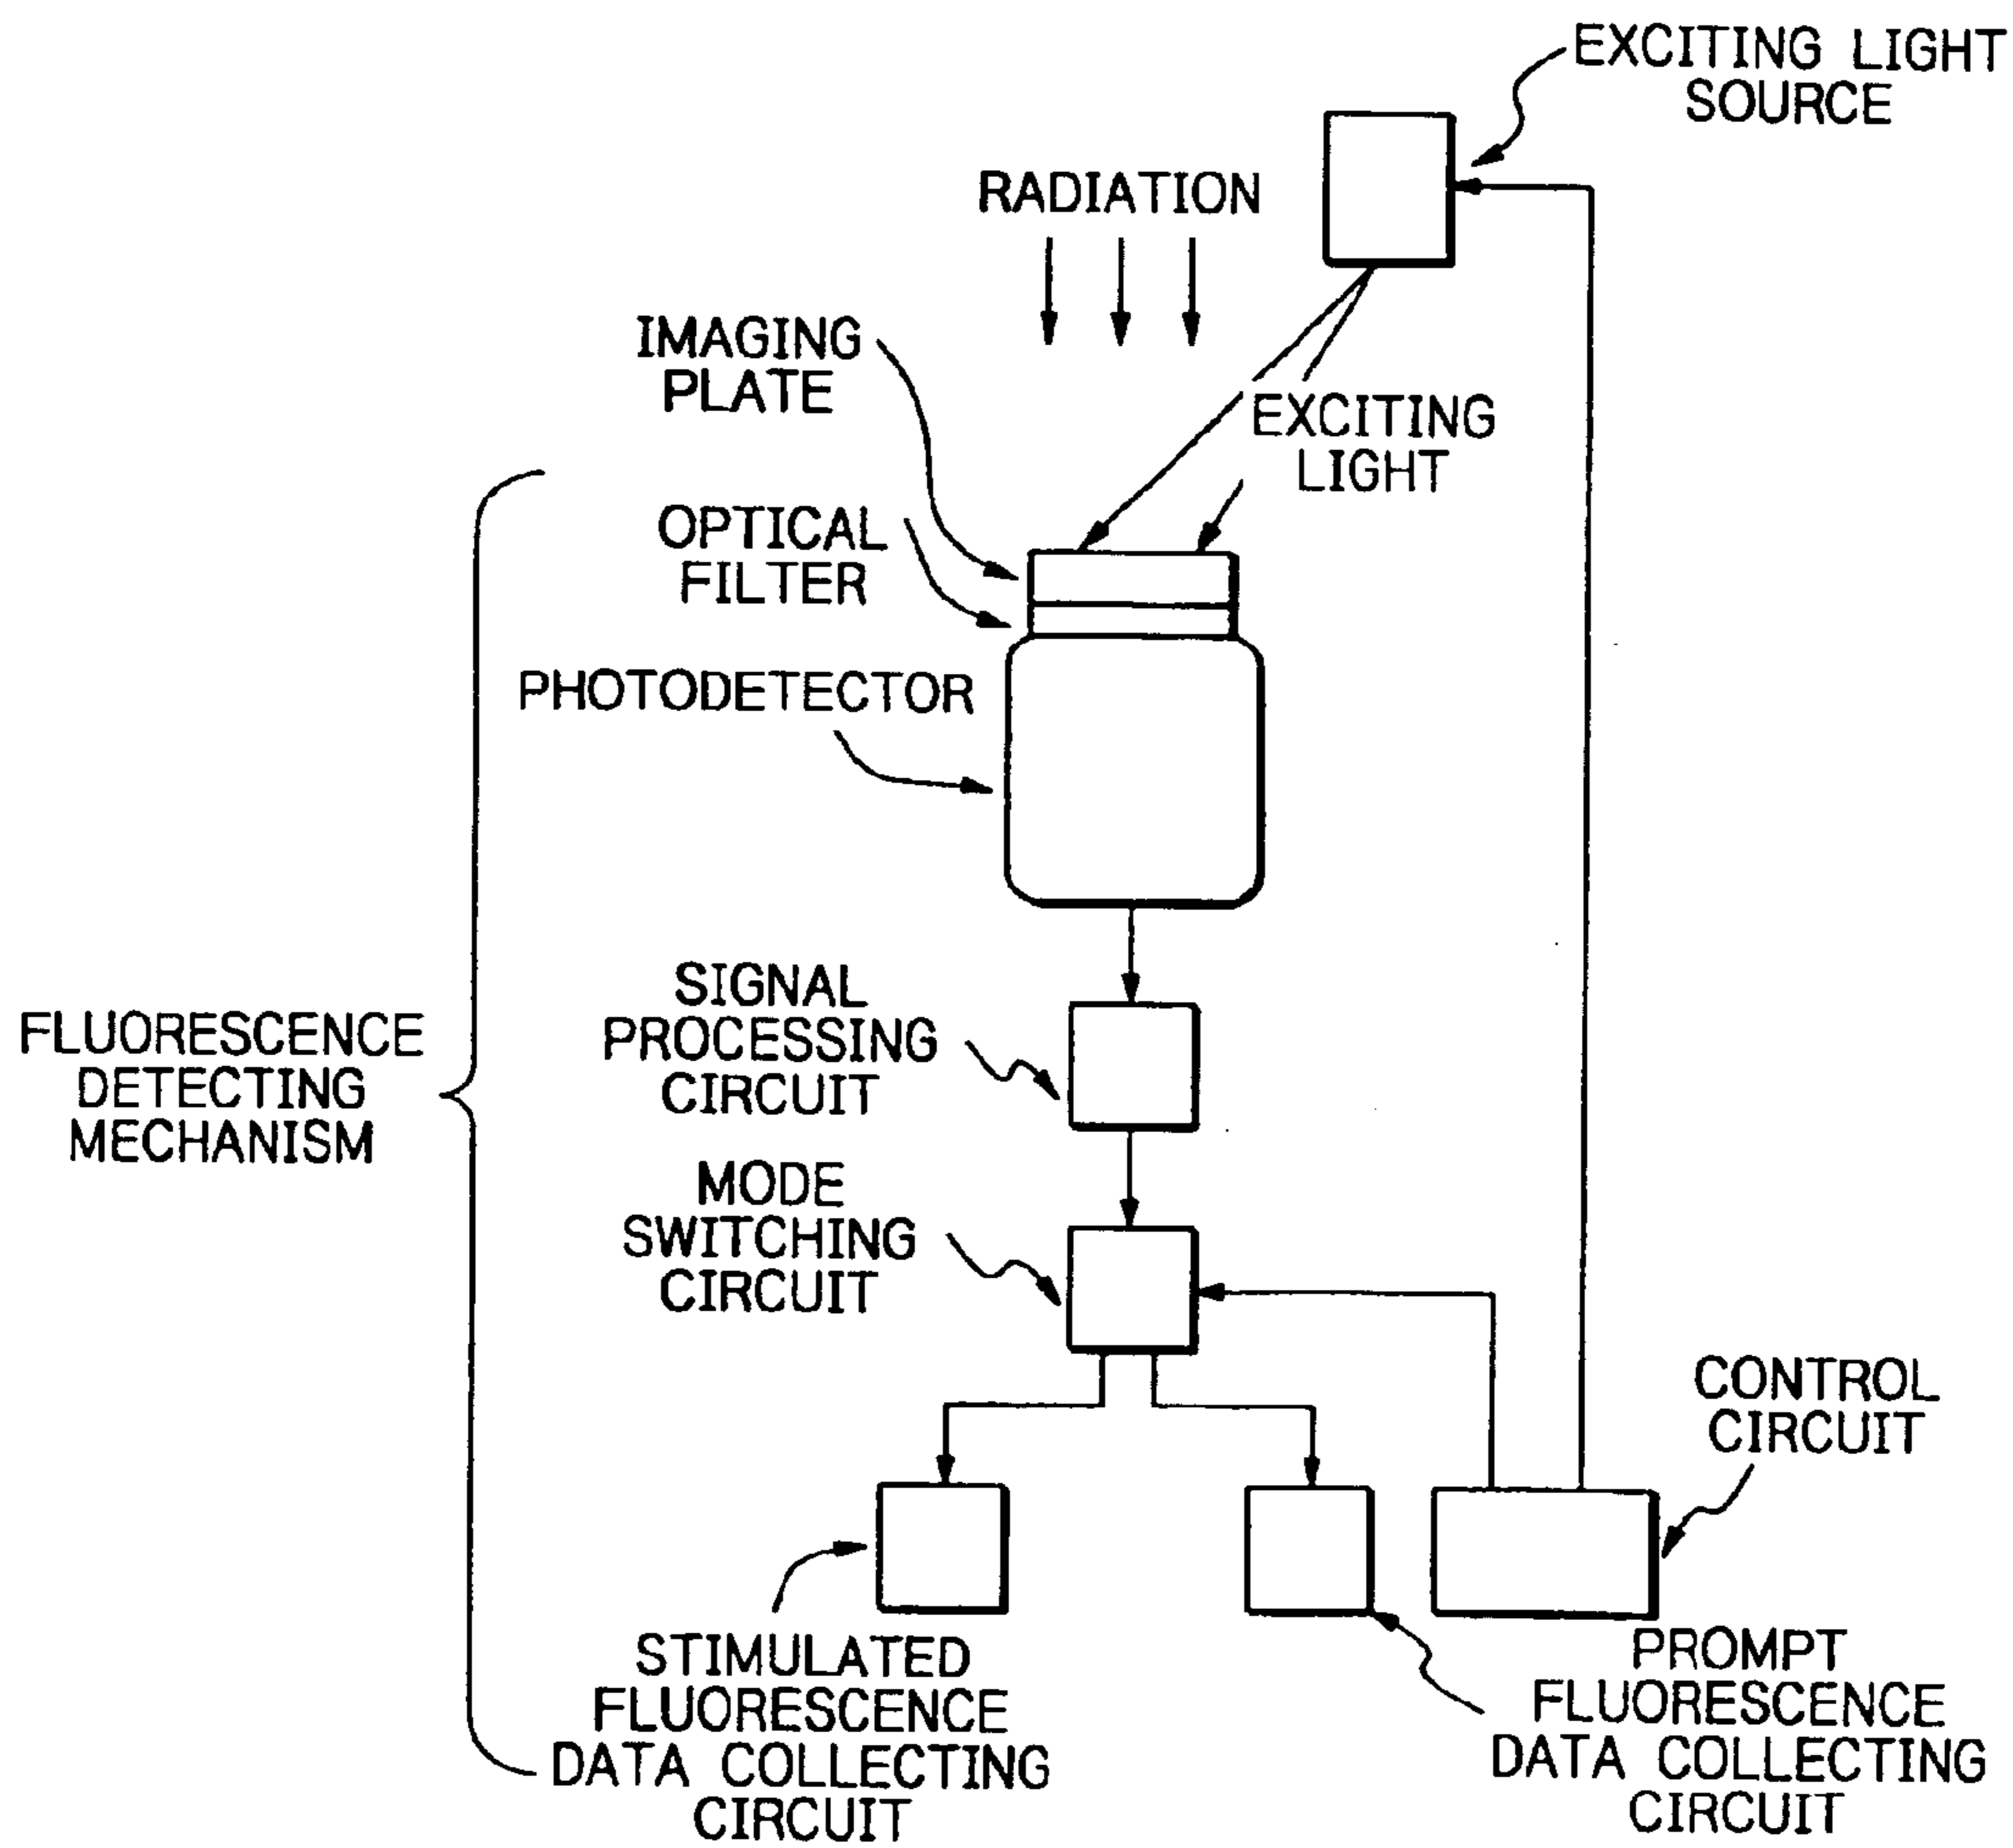 EXCITING LIGHT
SOURCE
RADIATION
IMAGING
PLATE
EXCITING
LIGHT
OPTICAL
FILTER
PHOTODETECTOR
SIGNAL
PROCESSING
CIRCUIT
FLUORESCENCE
DETECTING
MECHANISM
MODE
SWITCHING
CIRCUIT
CONTROL
CIRCUIT
STIMULATED
FLUORESCENCE
DATA COLLECTING
CIRCUIT
PROMPT
FLUORESCENCE
DATA COLLECTING
CIRCUIT